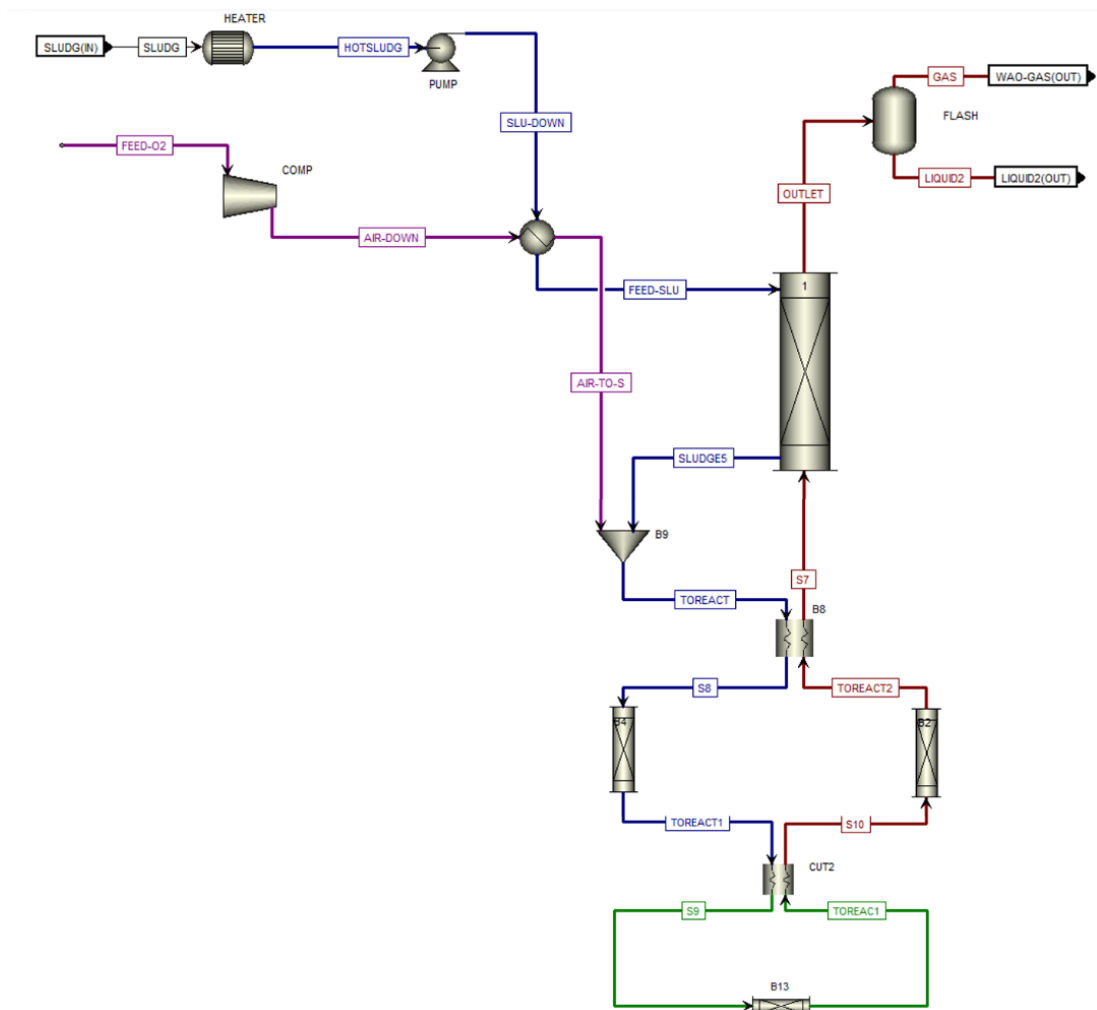 HEATER
SLUDG(IN)
SLUDG
HOTSLUDG
PUMP
GAS
WAO-GAS(OUT)
FLASH
SLU-DOWN
FEED-O2
COMP
LIQUID2
LIQUID2(OUT)
OUTLET
AIR-DOWN
FEED-SLU
1
AIR-TO-S
SLUDGE5
B9
S7
TOREACT
B8
S8
TOREACT2
B4
B2
TOREACT1
S10
CUT2
S9
TOREAC1
B13